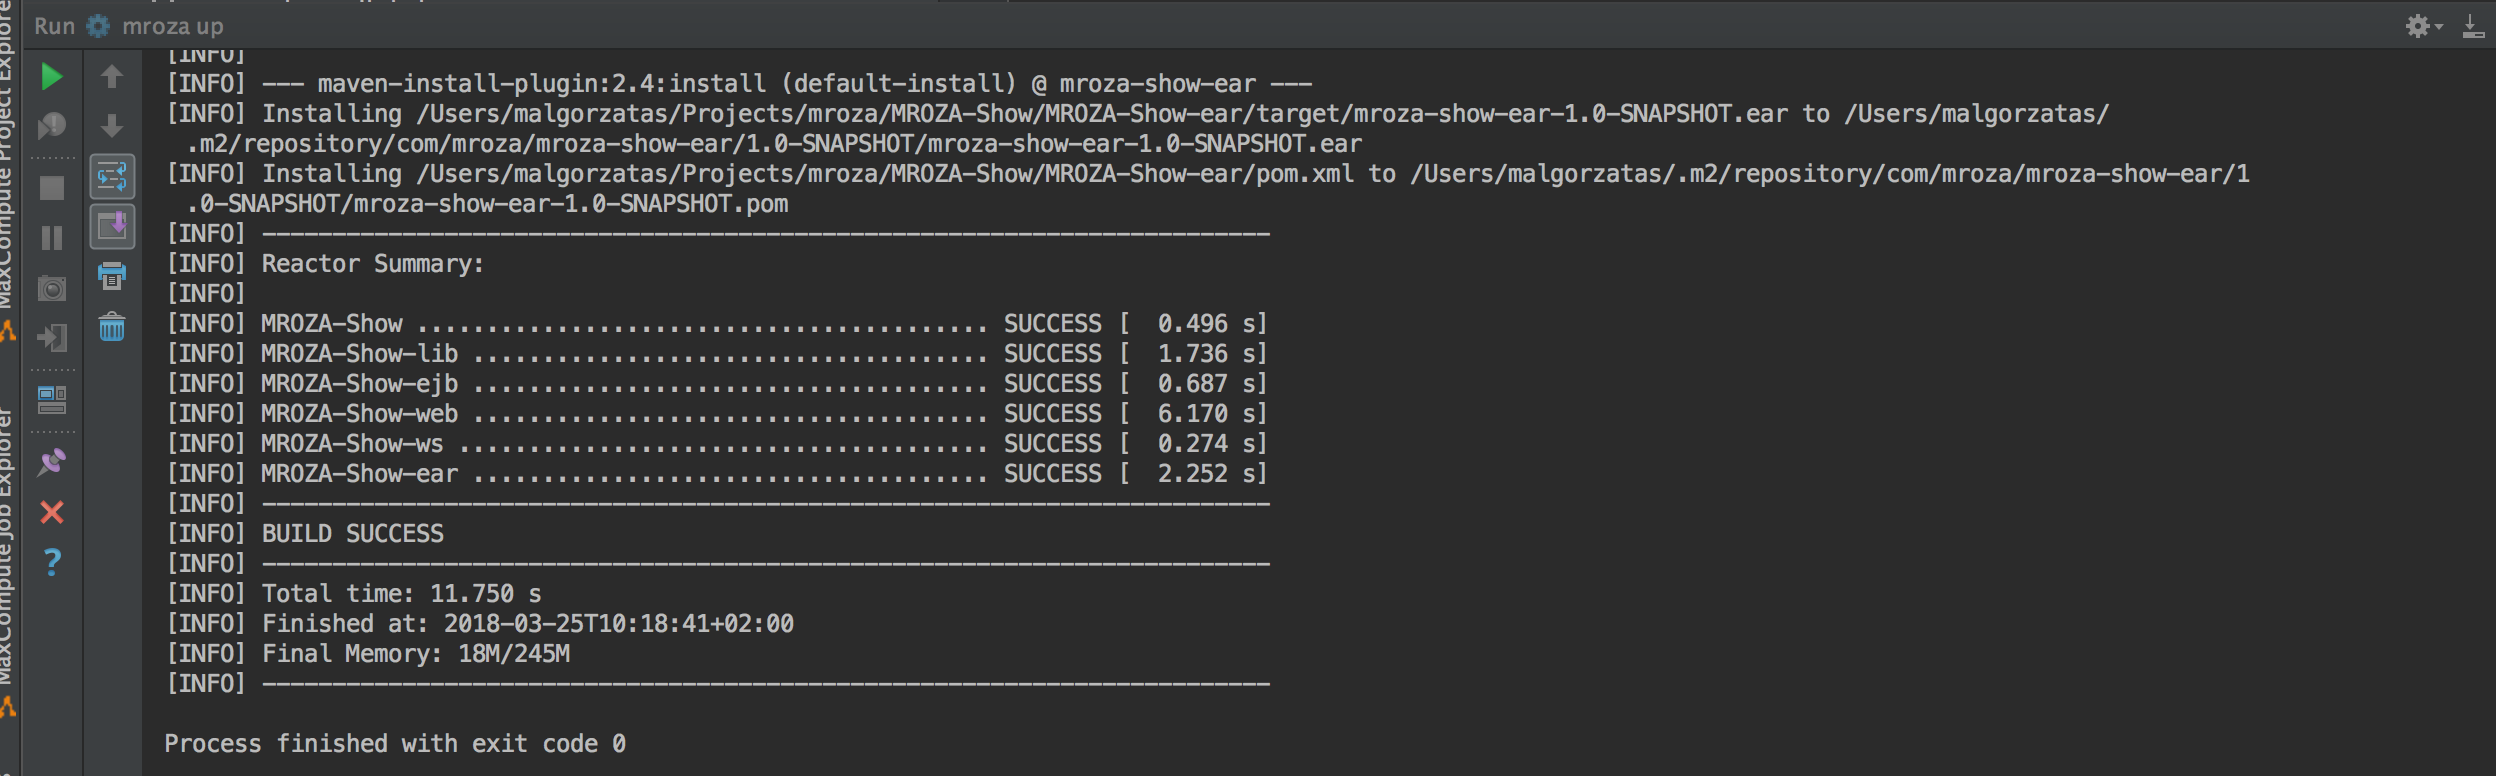 Run mroza up
[INFO]
[INFO] --- maven-install-plugin:2.4:install (default-install) @ mroza-show-ear ---
[INFO] Installing /Users/malgorzatas/Projects/mroza/MROZA-Show/MROZA-Show-ear/target/mroza-show-ear-1.0-SNAPSHOT.ear to /Users/malgorzatas/
.m2/repository/com/mroza/mroza-show-ear/1.0-SNAPSHOT/mroza-show-ear-1.0-SNAPSHOT.ear
[INFO] Installing /Users/malgorzatas/Projects/mroza/MROZA-Show/MROZA-Show-ear/pom.xml to /Users/malgorzatas/.m2/repository/com/mroza/mroza-show-ear/1
.0-SNAPSHOT/mroza-show-ear-1.0-SNAPSHOT.pom
[INFO] ------------------------------------------------------------------------
[INFO] Reactor Summary:
[INFO]
[INFO] MROZA-Show ......................................... SUCCESS [  0.496 s]
[INFO] MROZA-Show-lib ..................................... SUCCESS [  1.736 s]
[INFO] MROZA-Show-ejb ..................................... SUCCESS [  0.687 s]
[INFO] MROZA-Show-web ..................................... SUCCESS [  6.170 s]
[INFO] MROZA-Show-ws ...................................... SUCCESS [  0.274 s]
[INFO] MROZA-Show-ear ..................................... SUCCESS [  2.252 s]
[INFO] ------------------------------------------------------------------------
[INFO] BUILD SUCCESS
[INFO] ------------------------------------------------------------------------
[INFO] Total time: 11.750 s
[INFO] Finished at: 2018-03-25T10:18:41+02:00
[INFO] Final Memory: 18M/245M
[INFO] ------------------------------------------------------------------------
Process finished with exit code 0
MaxCompute Project Explorer
MaxCompute Job Explorer